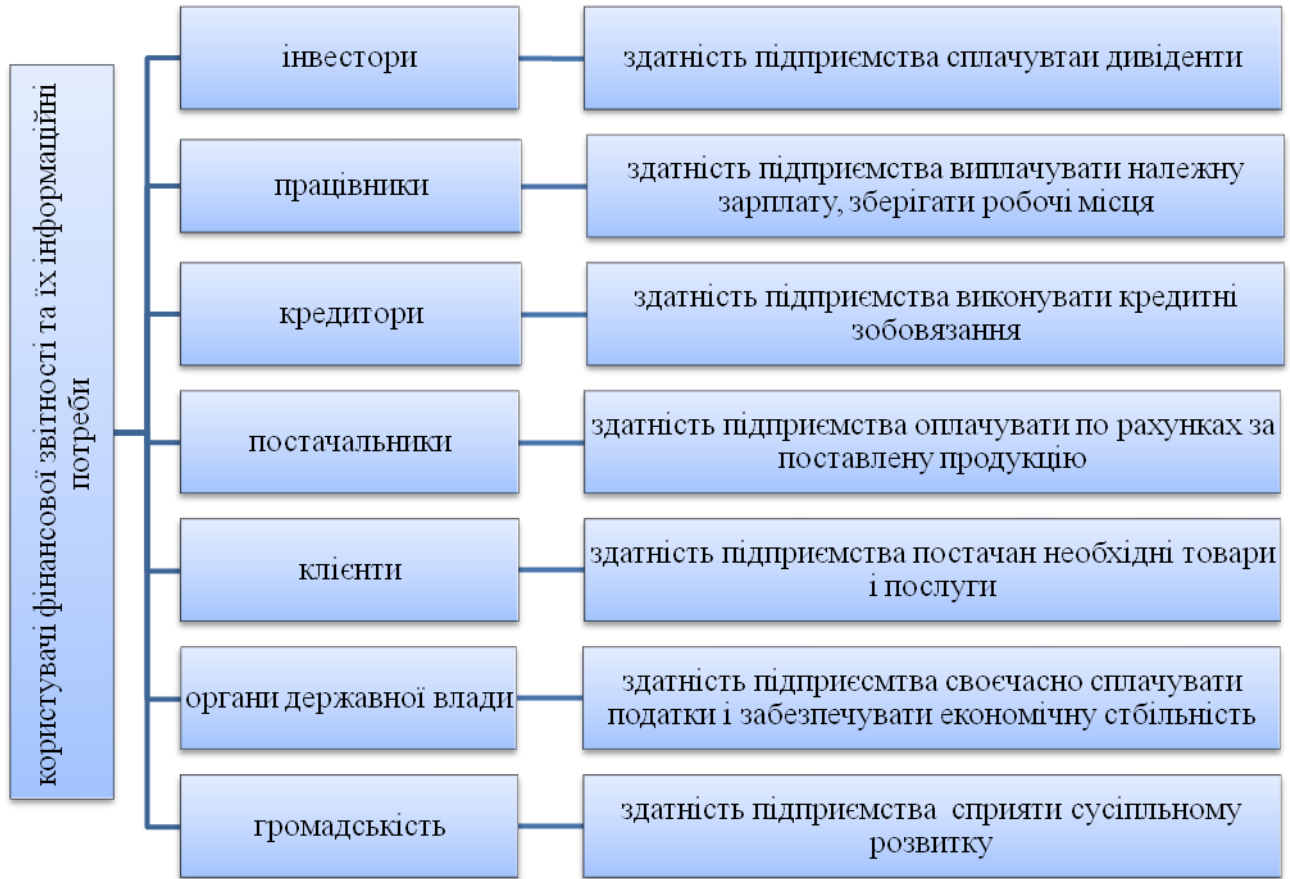 користувачі фінансової звітності та їх інформаційні
потреби
інвестори
здатність підприємства сплачувтаи дивіденти
працівники
здатність підприємства виплачувати належну
зарплату, зберігати робочі місця
кредитори
здатність підприємства виконувати кредитні
зобовязання
постачальники
здатність підприємства оплачувати по рахунках за
поставлену продукцію
клієнти
здатність підприємства постачан необхідні товари
і послуги
органи державної влади
здатність підприєсмтва своєчасно сплачувати
податки і забезпечувати економічну стбільність
громадськість
здатність підприємства сприяти сусіпльному
розвитку